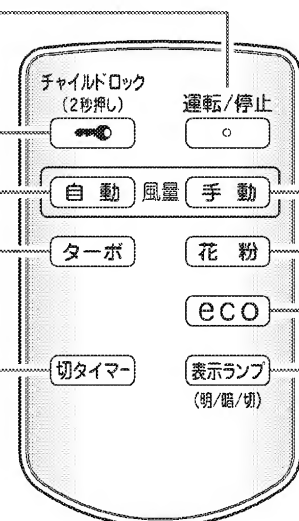 チャイルドロック
(2秒押し)
運転/停止
自動 風量 手動
ターボ 花粉
eco
切タイマー 表示ランプ
(明/暗/切)